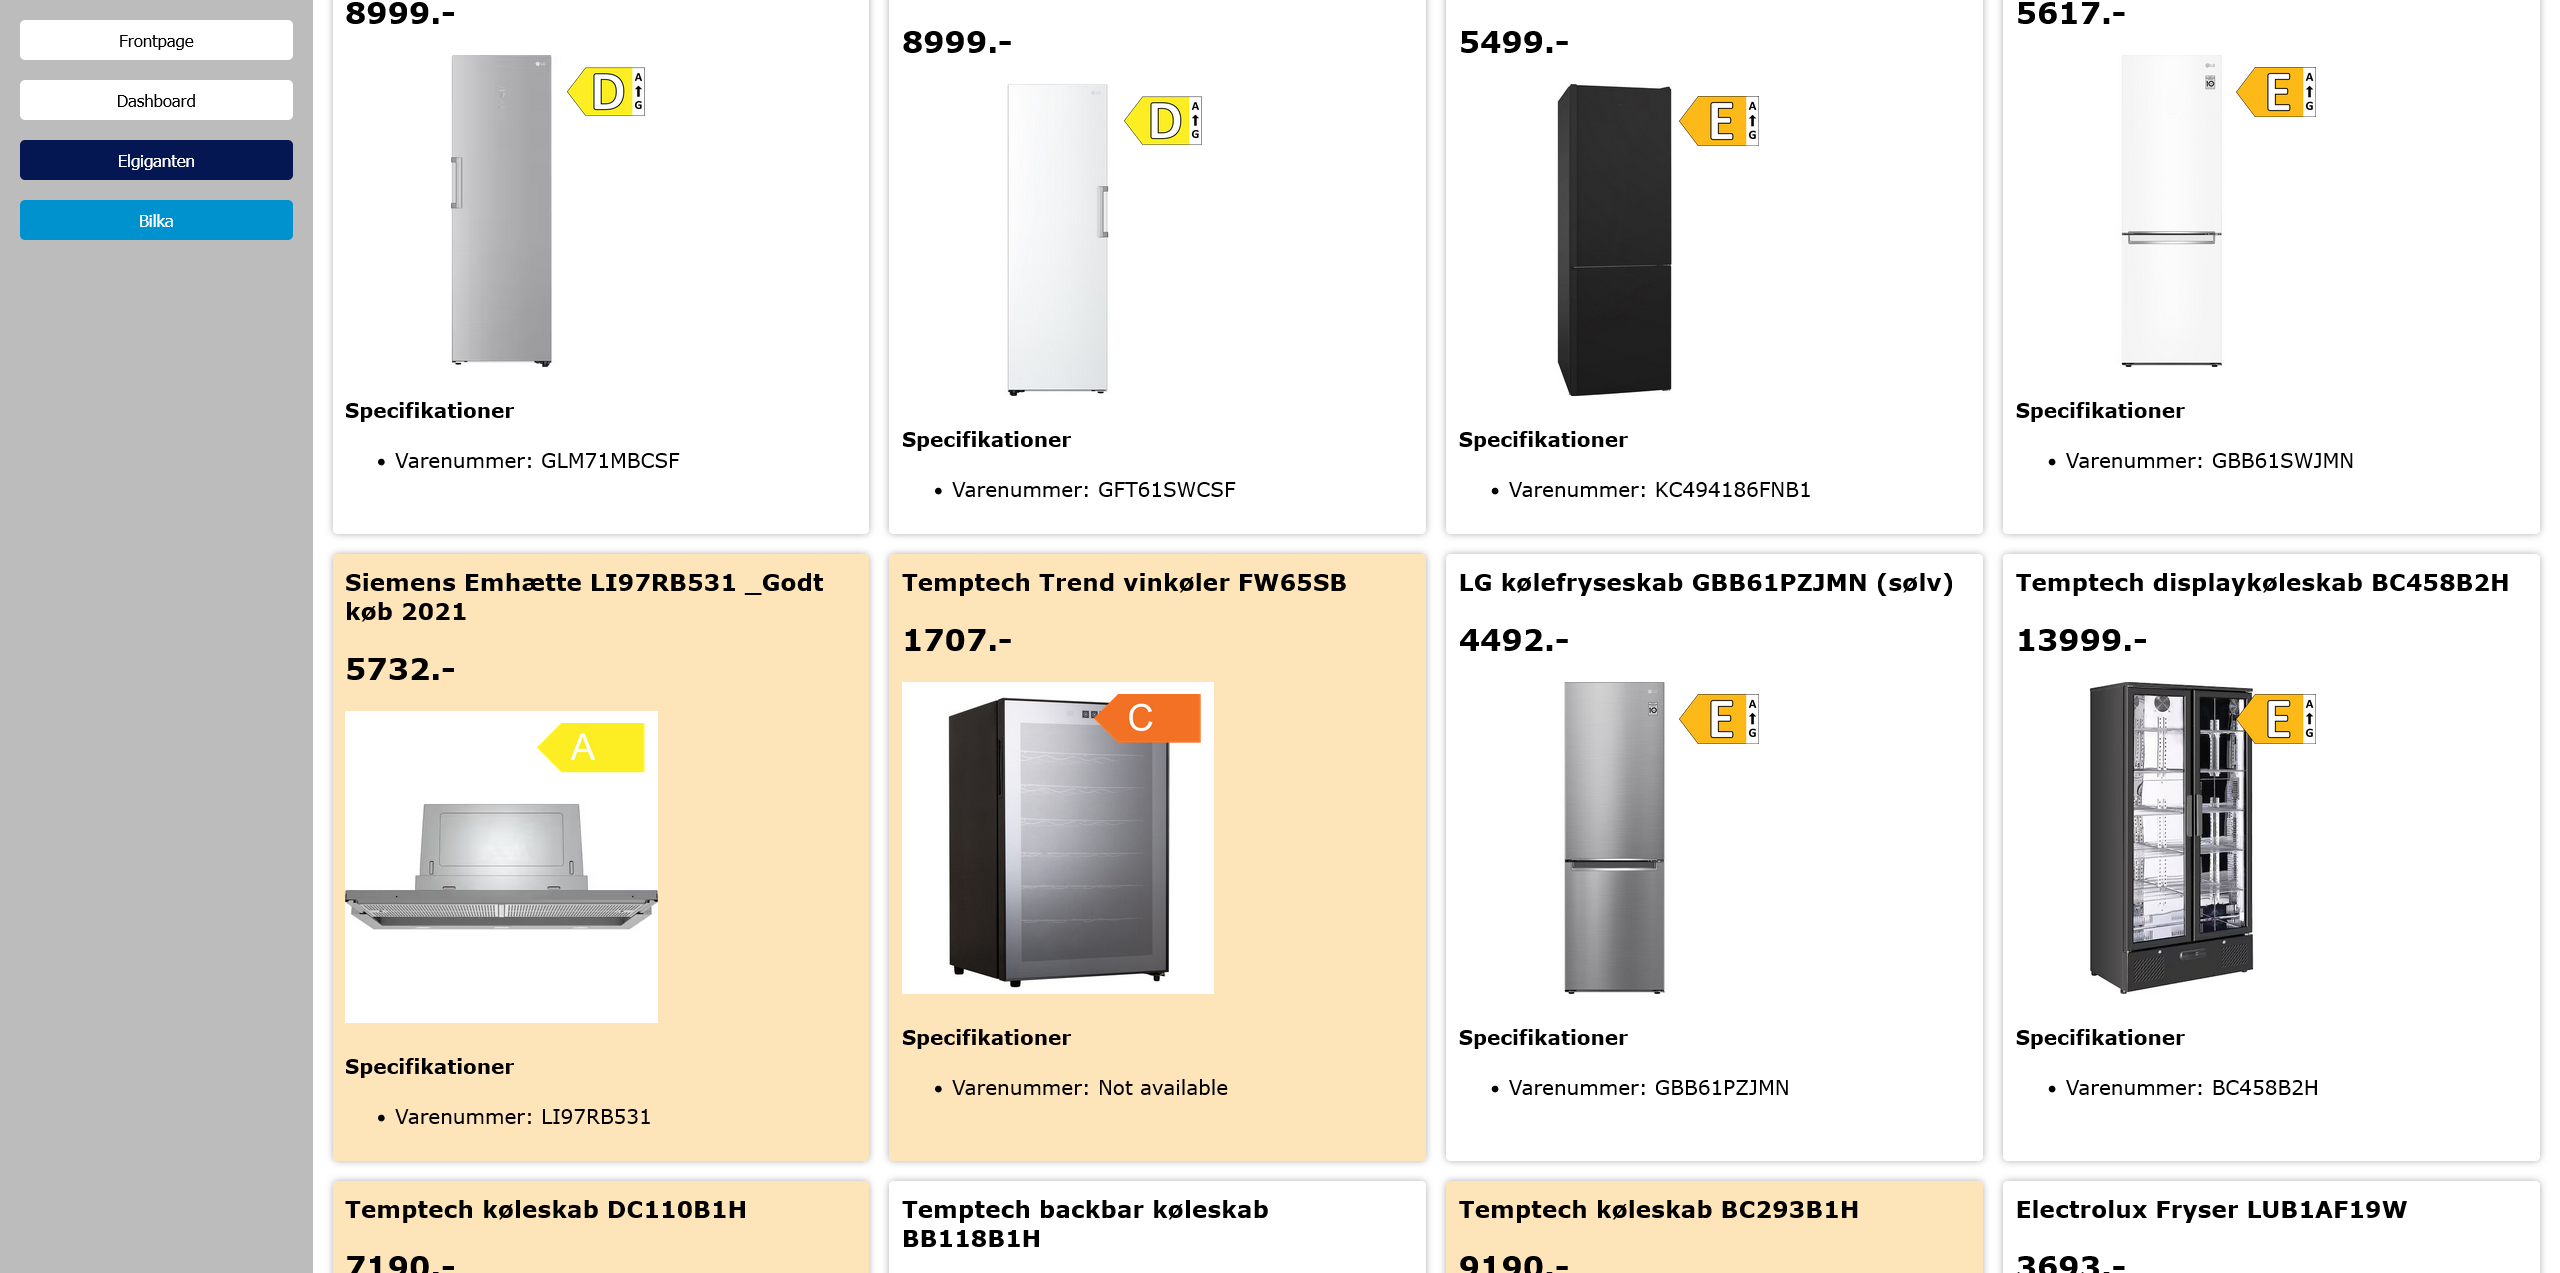 Frontpage
Dashboard
Elgiganten
Bilka
8999.-
D
A
G
Specifikationer
Varenummer: GLM71MBCSF
8999.-
D
A
G
Specifikationer
Varenummer: GFT61SWCSF
5499.-
E
A
G
Specifikationer
Varenummer: KC494186FNB1
5617.-
E
A
G
Specifikationer
Varenummer: GBB61SWJMN
Siemens Emhætte LI97RB531 _Godt
køb 2021
5732.-
A
Specifikationer
Varenummer: LI97RB531
Temptech Trend vinkøler FW65SB
1707.-
C
Specifikationer
Varenummer: Not available
LG kølefryseskab GBB61PZJMN (sølv)
4492.-
E
A
G
Specifikationer
Varenummer: GBB61PZJMN
Temptech displaykøleskab BC458B2H
13999.-
E
A
G
Specifikationer
Varenummer: BC458B2H
Temptech køleskab DC110B1H
7190.-
Temptech backbar køleskab
BB118B1H
Temptech køleskab BC293B1H
9190.-
Electrolux Fryser LUB1AF19W
3693.-